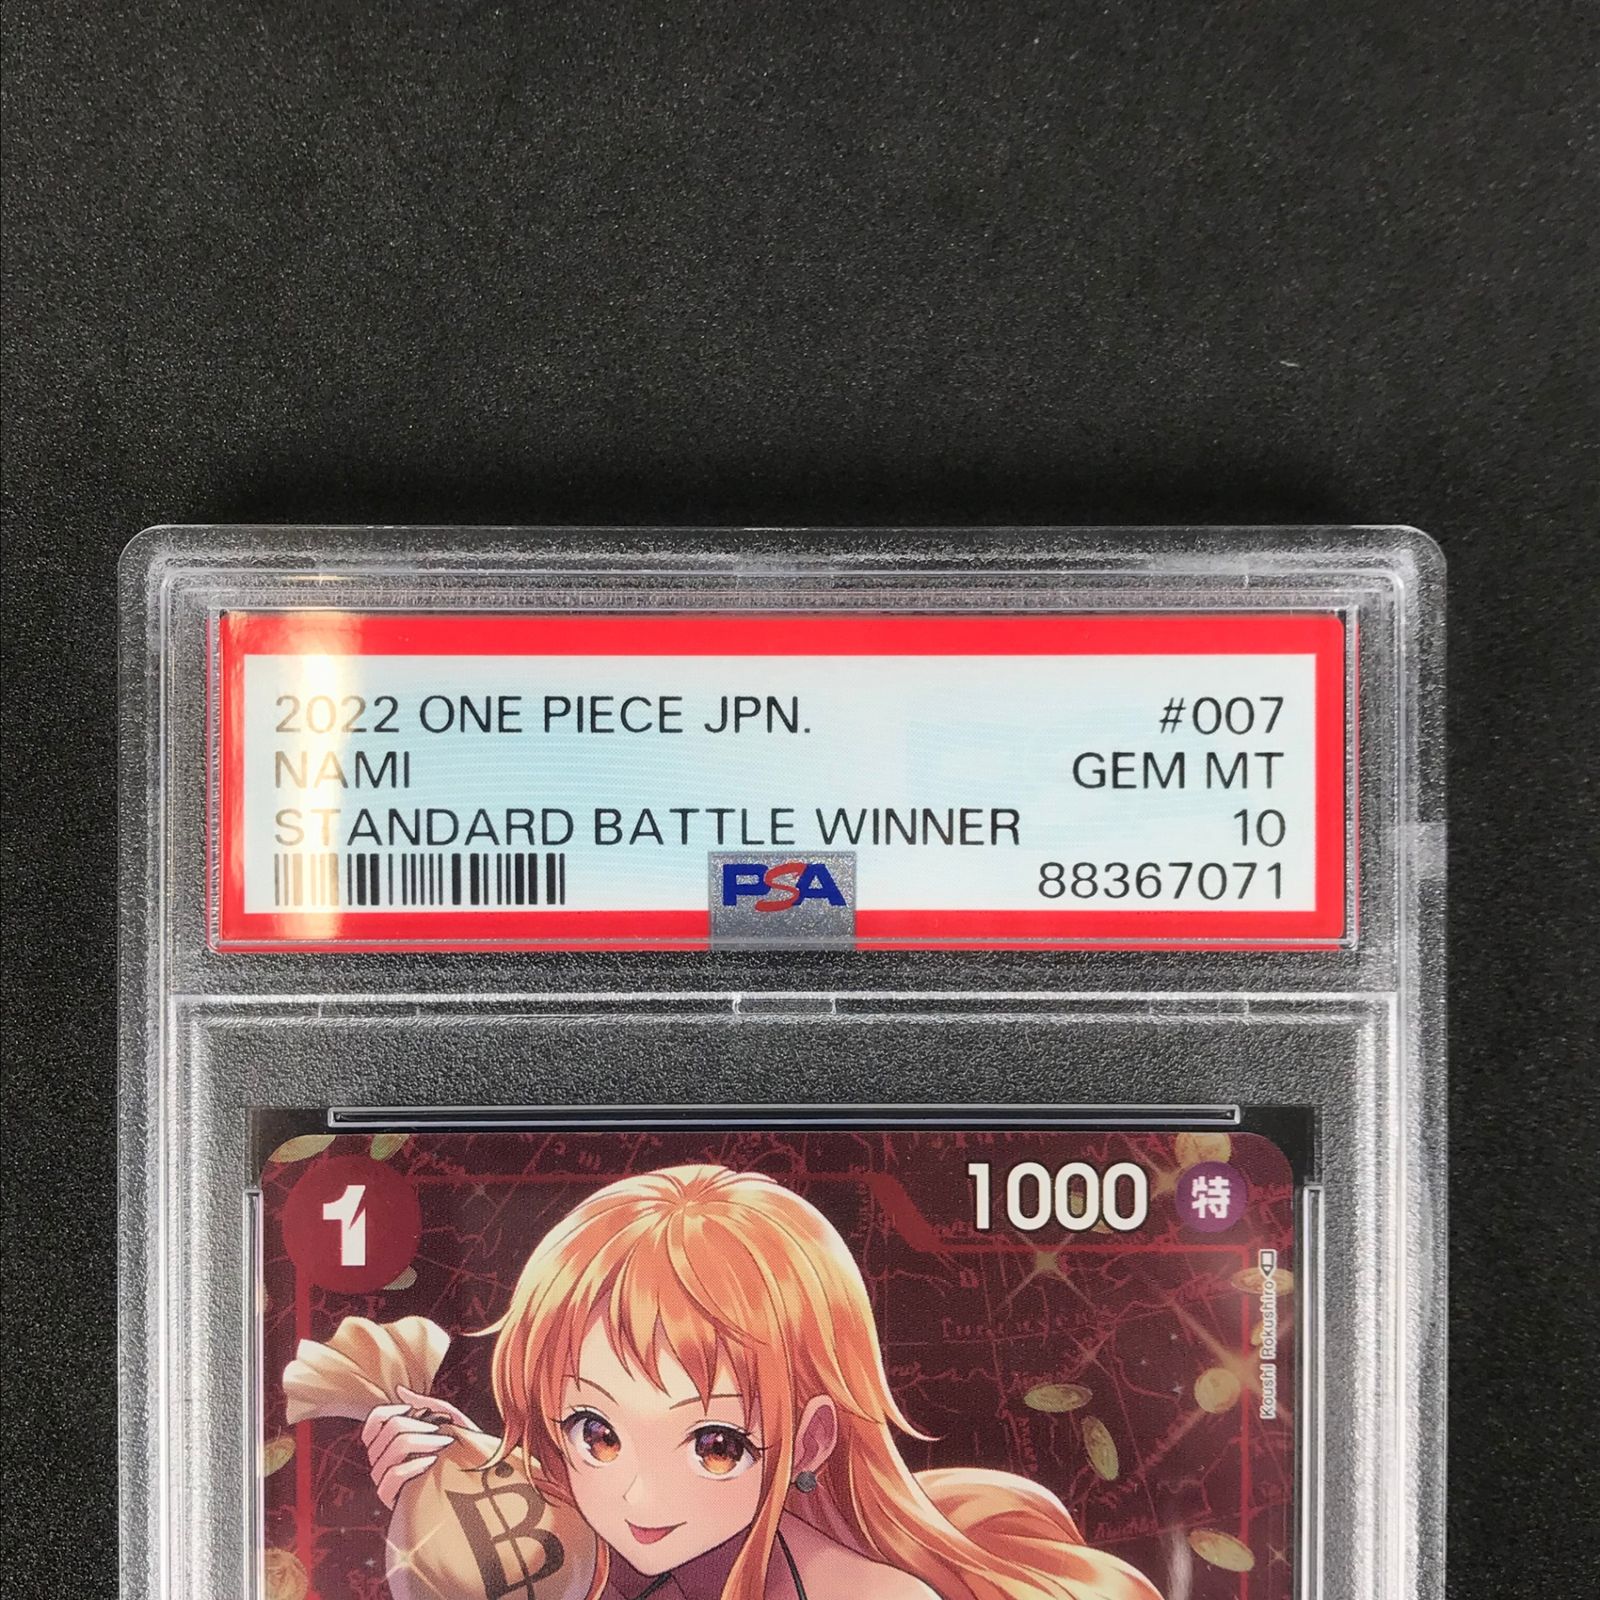 2022 ONE PIECE JPN. #007
NAMI GEM MT
STANDARD BATTLE WINNER 10
PSA 88367071
1 1000 特
Koushi Rokushiro
B